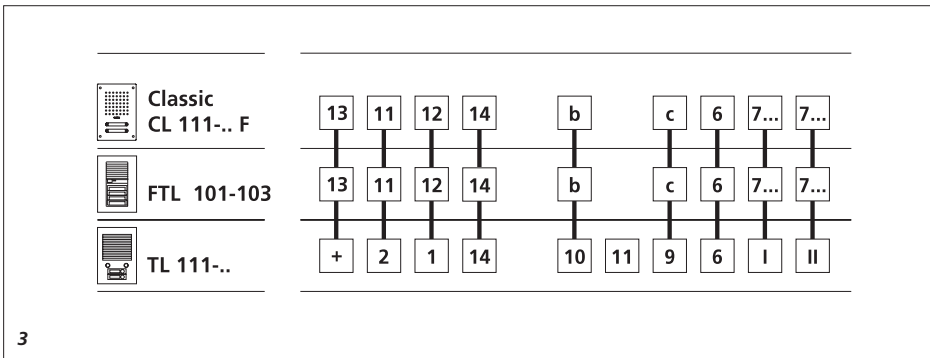 Classic
CL 111-.. F
13 11 12 14 b c 6 7... 7...
FTL 101-103
13 11 12 14 b c 6 7... 7...
TL 111-..
+ 2 1 14 10 11 9 6 I II
3